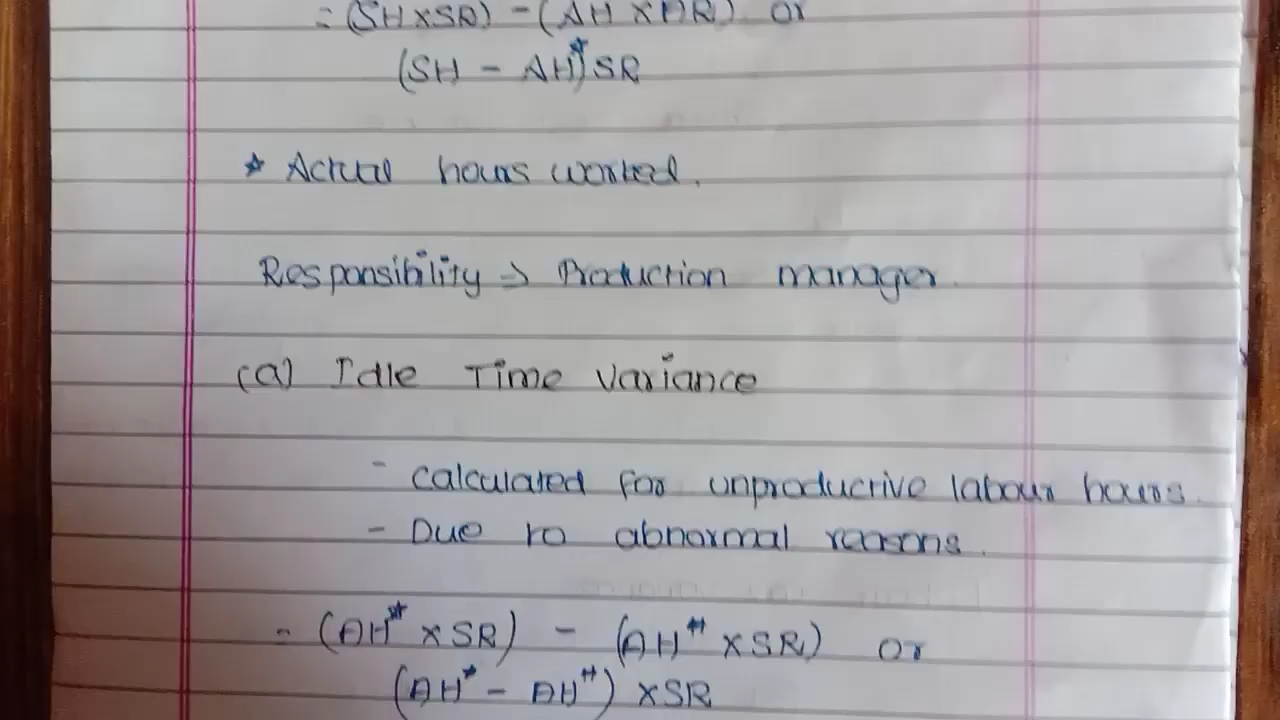 = (SH X SR) - (AH X AR) or
(SH - AH*) SR
* Actual hours worked.
Responsibility => Production manager.
(a) Idle Time Variance
- calculated for unproductive labour hours.
- Due to abnormal reasons.
= (AH* X SR) - (AH# X SR) or
(AH* - AH#) X SR